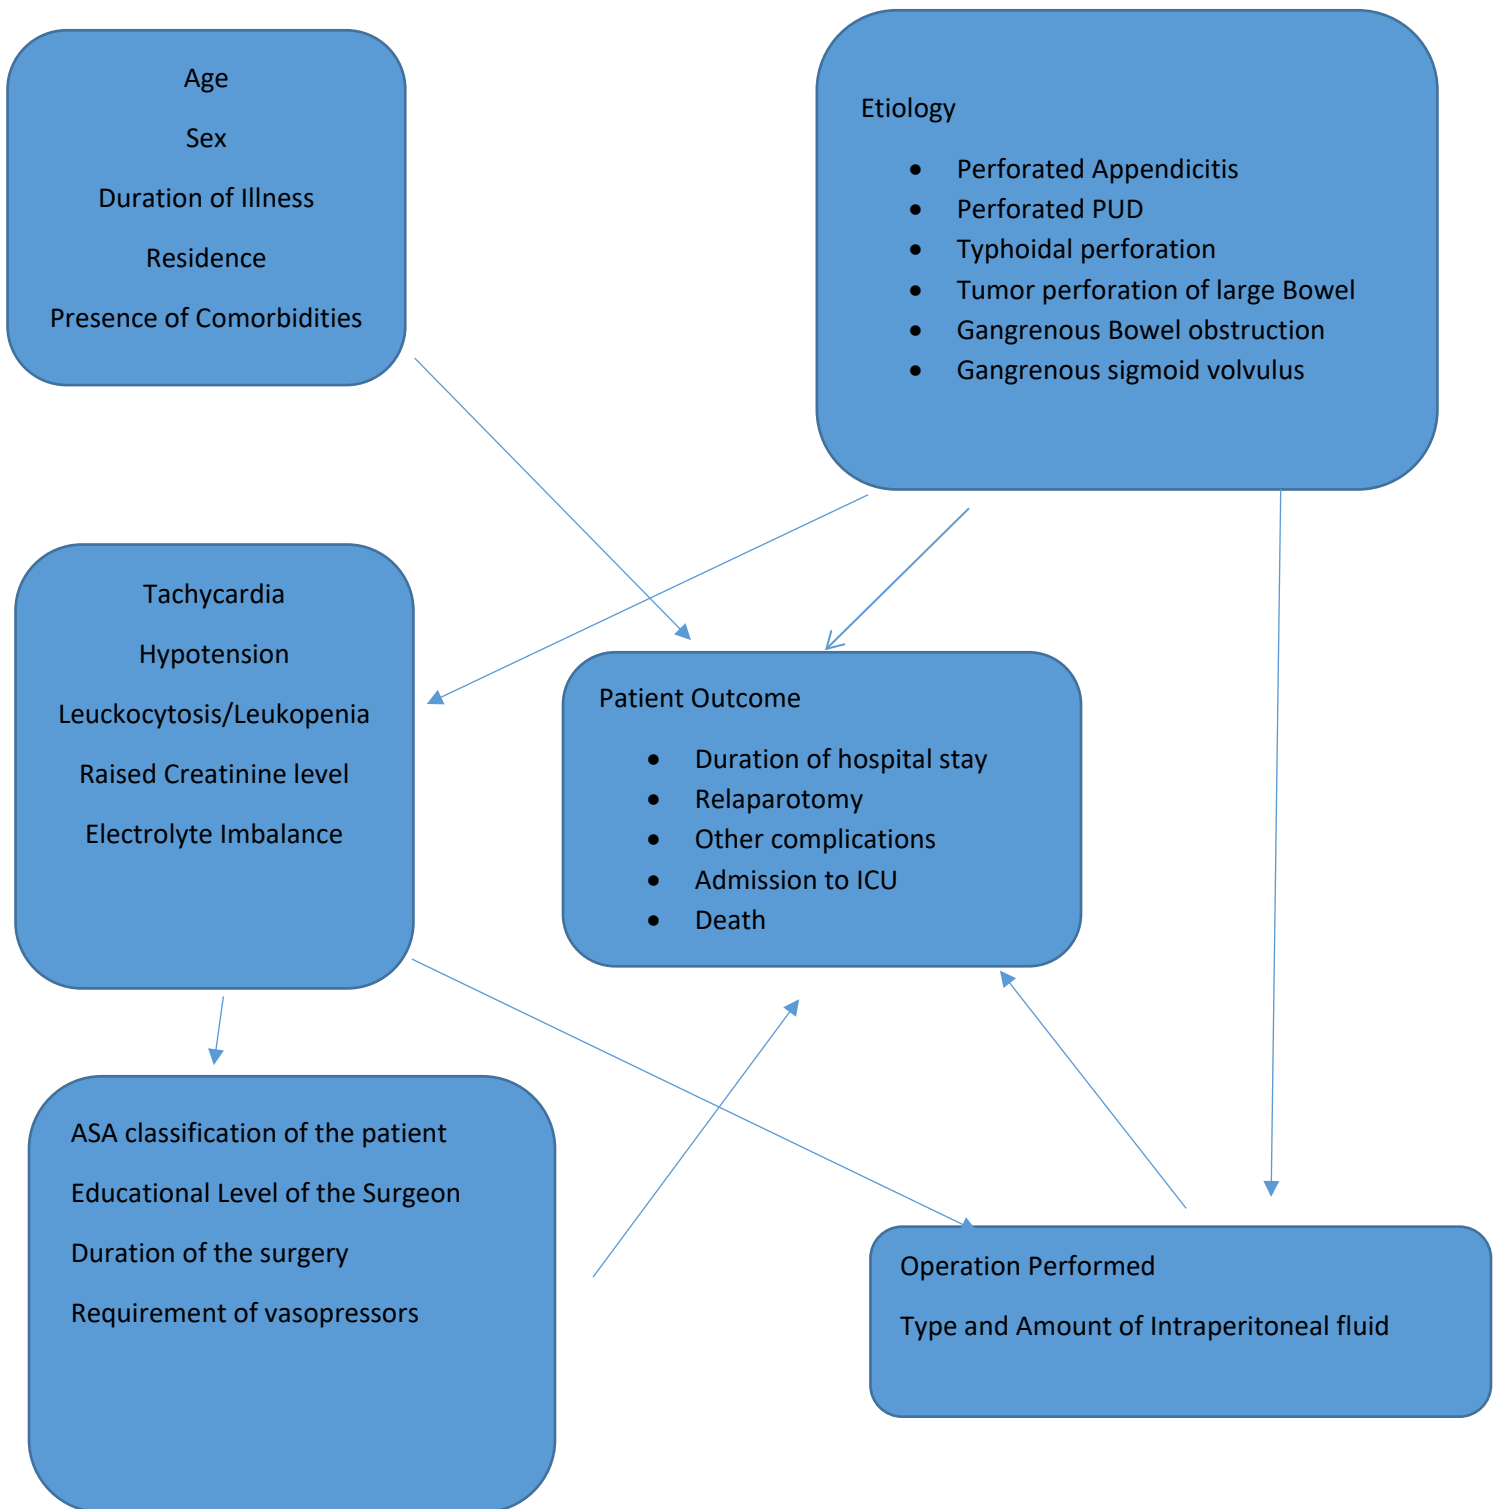 Age
Sex
Duration of Illness
Residence
Presence of Comorbidities
Etiology
• Perforated Appendicitis
• Perforated PUD
• Typhoidal perforation
• Tumor perforation of large Bowel
• Gangrenous Bowel obstruction
• Gangrenous sigmoid volvulus
Tachycardia
Hypotension
Leuckocytosis/Leukopenia
Raised Creatinine level
Electrolyte Imbalance
Patient Outcome
• Duration of hospital stay
• Relaparotomy
• Other complications
• Admission to ICU
• Death
ASA classification of the patient
Educational Level of the Surgeon
Duration of the surgery
Requirement of vasopressors
Operation Performed
Type and Amount of Intraperitoneal fluid